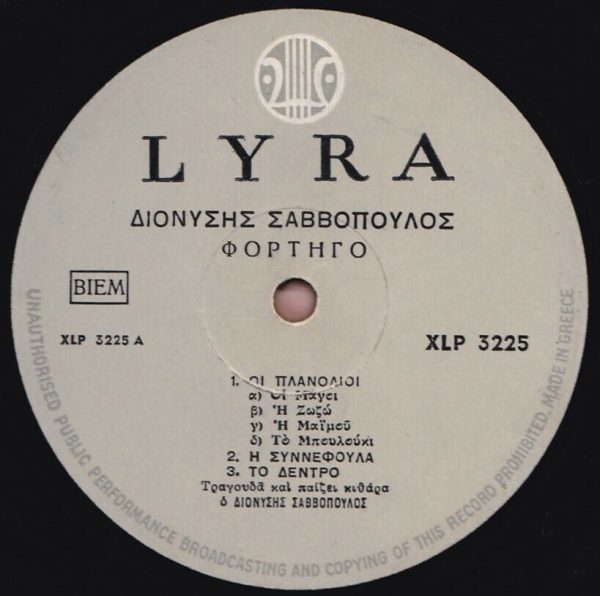 LYRA
ΔΙΟΝΥΣΗΣ ΣΑΒΒΟΠΟΥΛΟΣ
ΦΟΡΤΗΓΟ
BIEM
XLP 3225 A
XLP 3225
1. ΟΙ ΠΛΑΝΟΔΙΟΙ
α) Οἱ Μάγοι
β) Ἡ Ζωζώ
γ) Ἡ Μαϊμοῦ
δ) Τὸ Μπουλούκι
2. Η ΣΥΝΝΕΦΟΥΛΑ
3. ΤΟ ΔΕΝΤΡΟ
Τραγουδᾶ καὶ παίζει κιθάρα
ὁ ΔΙΟΝΥΣΗΣ ΣΑΒΒΟΠΟΥΛΟΣ
UNAUTHORISED PUBLIC PERFORMANCE BROADCASTING AND COPYING OF THIS RECORD PROHIBITED. MADE IN GREECE